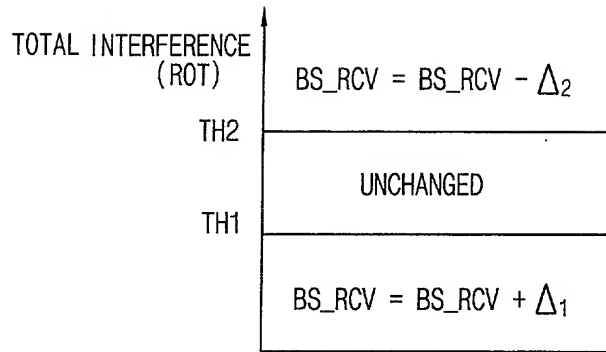 TOTAL INTERFERENCE
(ROT)
BS_RCV = BS_RCV - Δ2
TH2
UNCHANGED
TH1
BS_RCV = BS_RCV + Δ1